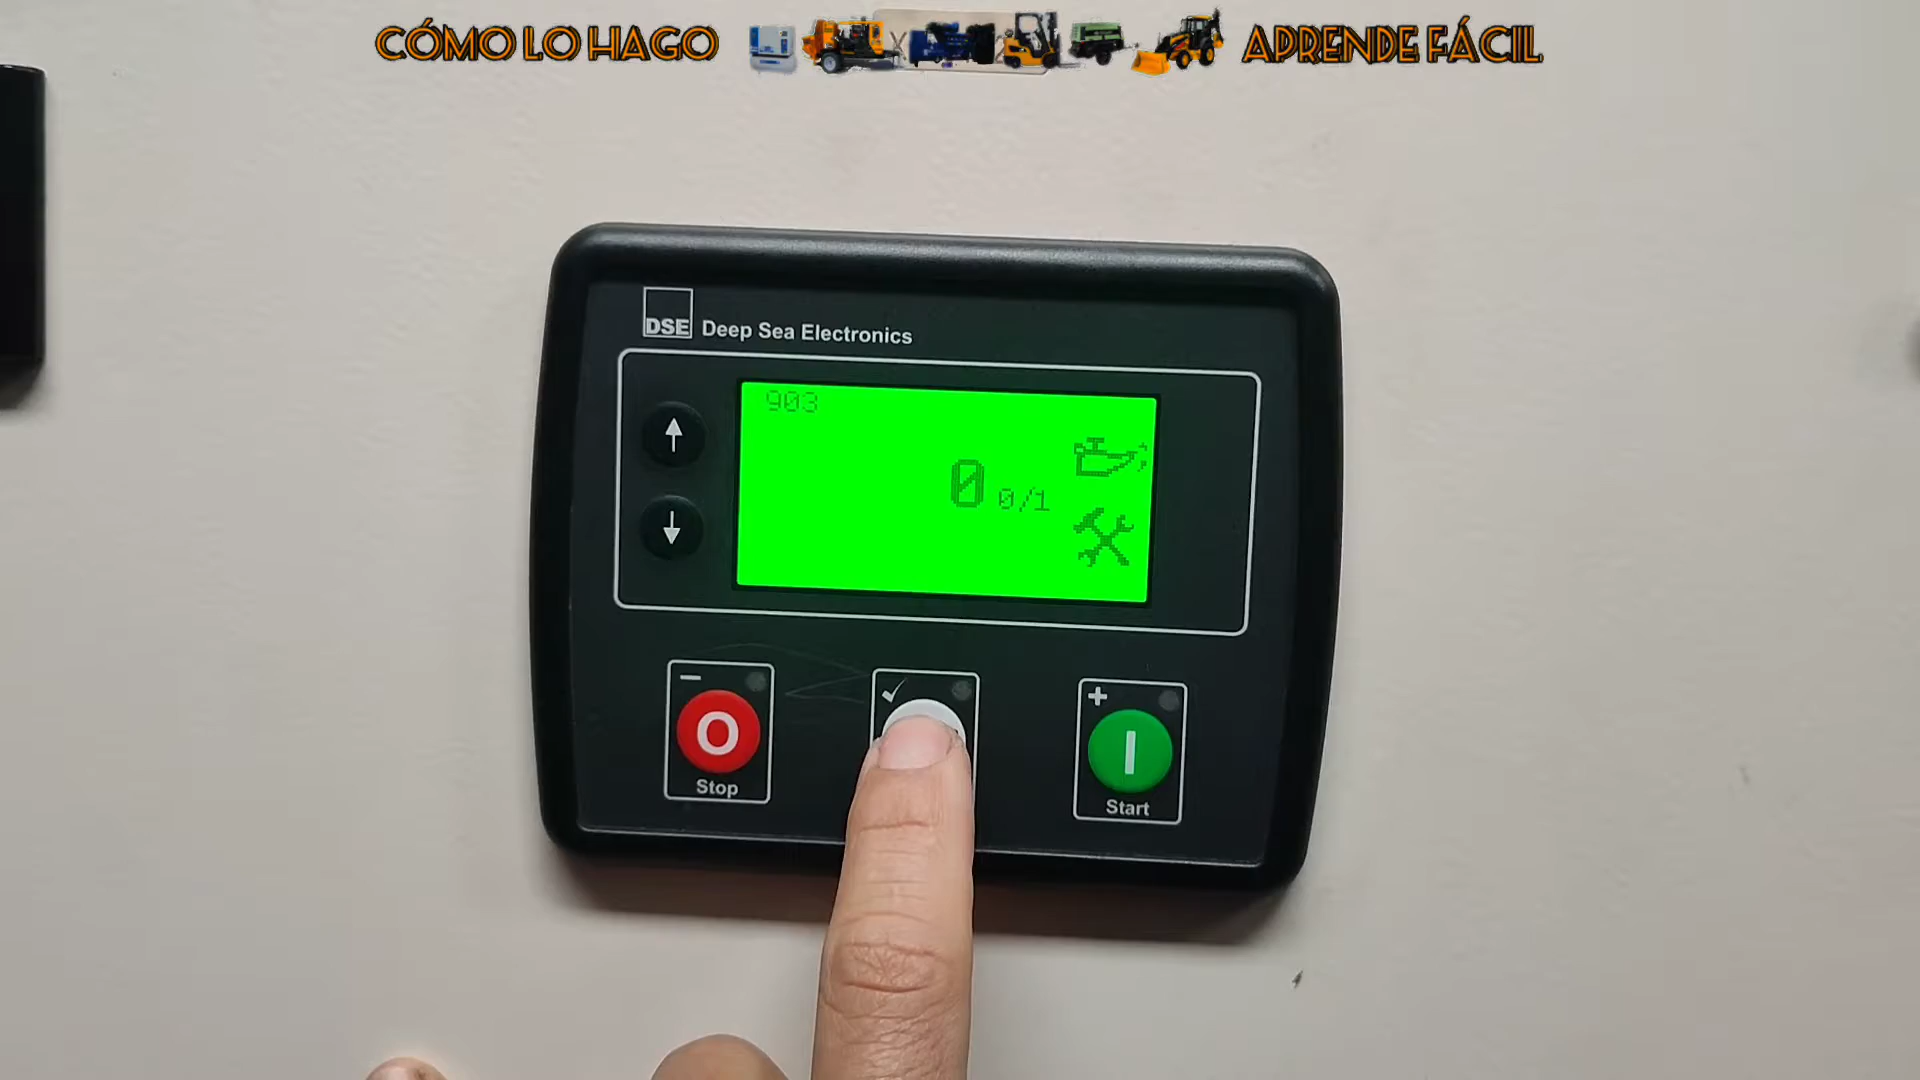 CÓMO LO HAGO
APRENDE FÁCIL
DSE Deep Sea Electronics
903
0 0/1
O
I
Stop
Start